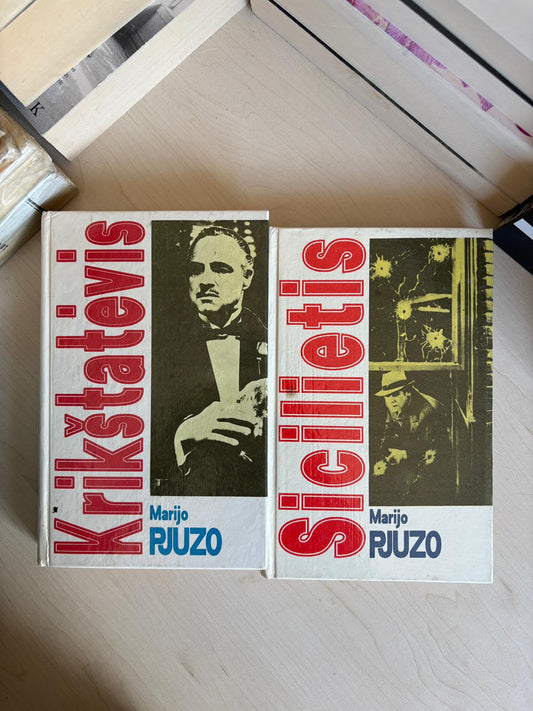 Krikštatėvis
Marijo
PJUZO
Sicilietis
Marijo
PJUZO
K